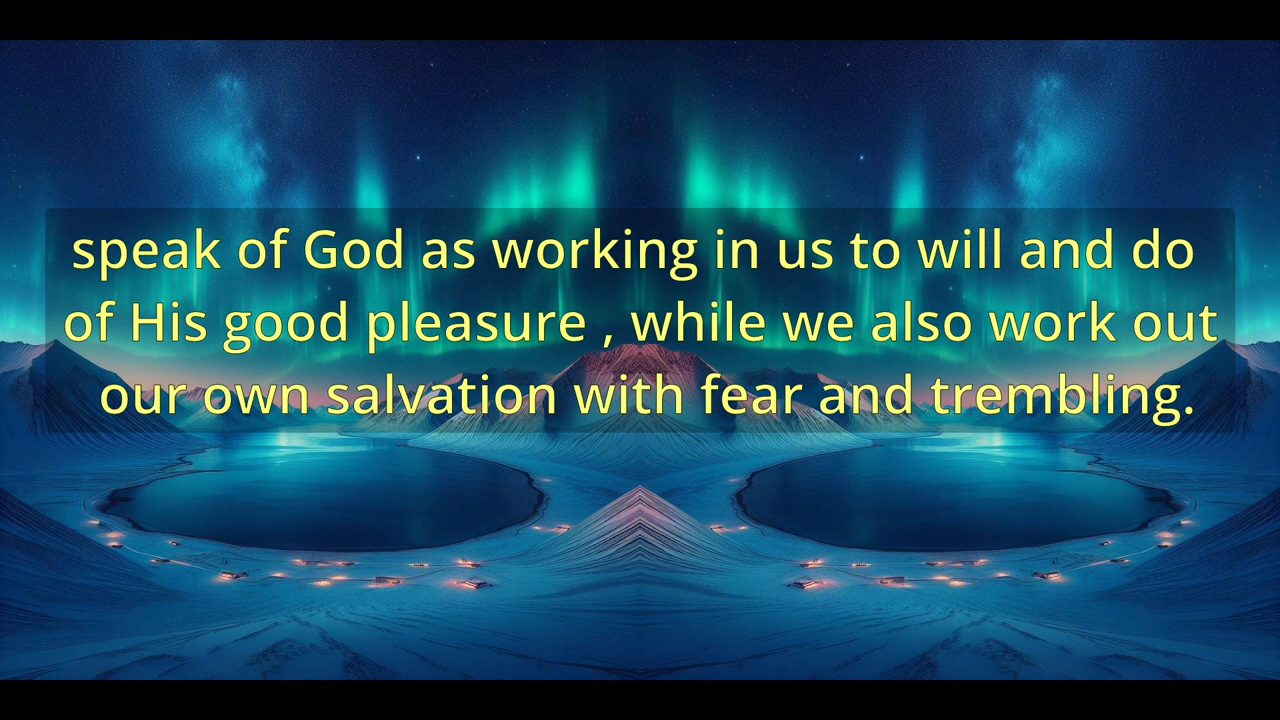 speak of God as working in us to will and do
of His good pleasure , while we also work out
our own salvation with fear and trembling.